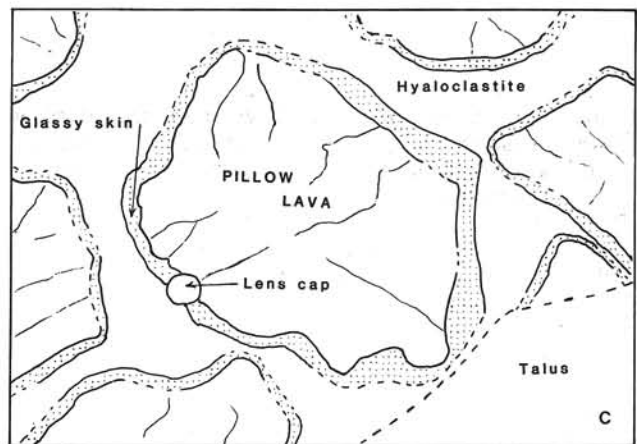 Hyaloclastite
Glassy skin
PILLOW
LAVA
Lens cap
Talus
C